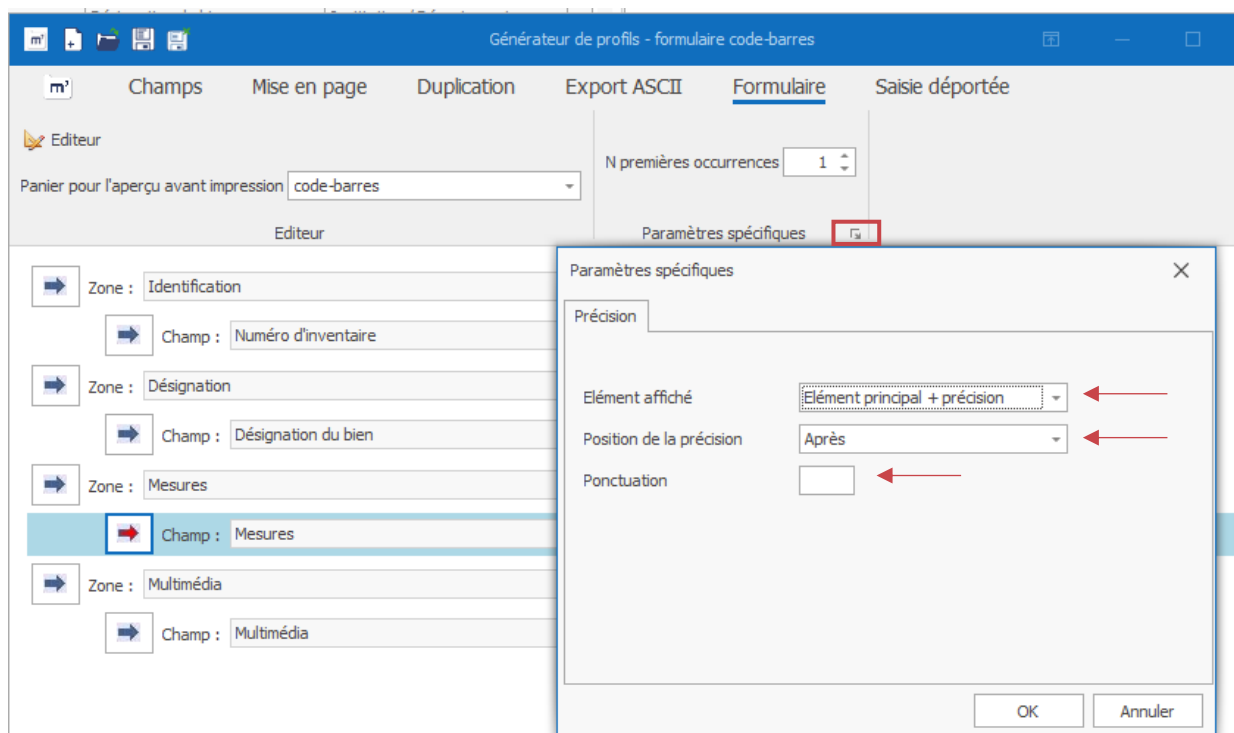 Générateur de profils - formulaire code-barres
m³ Champs Mise en page Duplication Export ASCII Formulaire Saisie déportée
Editeur
N premières occurrences 1
Panier pour l'aperçu avant impression code-barres
Editeur Paramètres spécifiques
Zone : Identification
Champ : Numéro d'inventaire
Zone : Désignation
Champ : Désignation du bien
Zone : Mesures
Champ : Mesures
Zone : Multimédia
Champ : Multimédia
Paramètres spécifiques
Précision
Elément affiché Elément principal + précision
Position de la précision Après
Ponctuation
OK Annuler